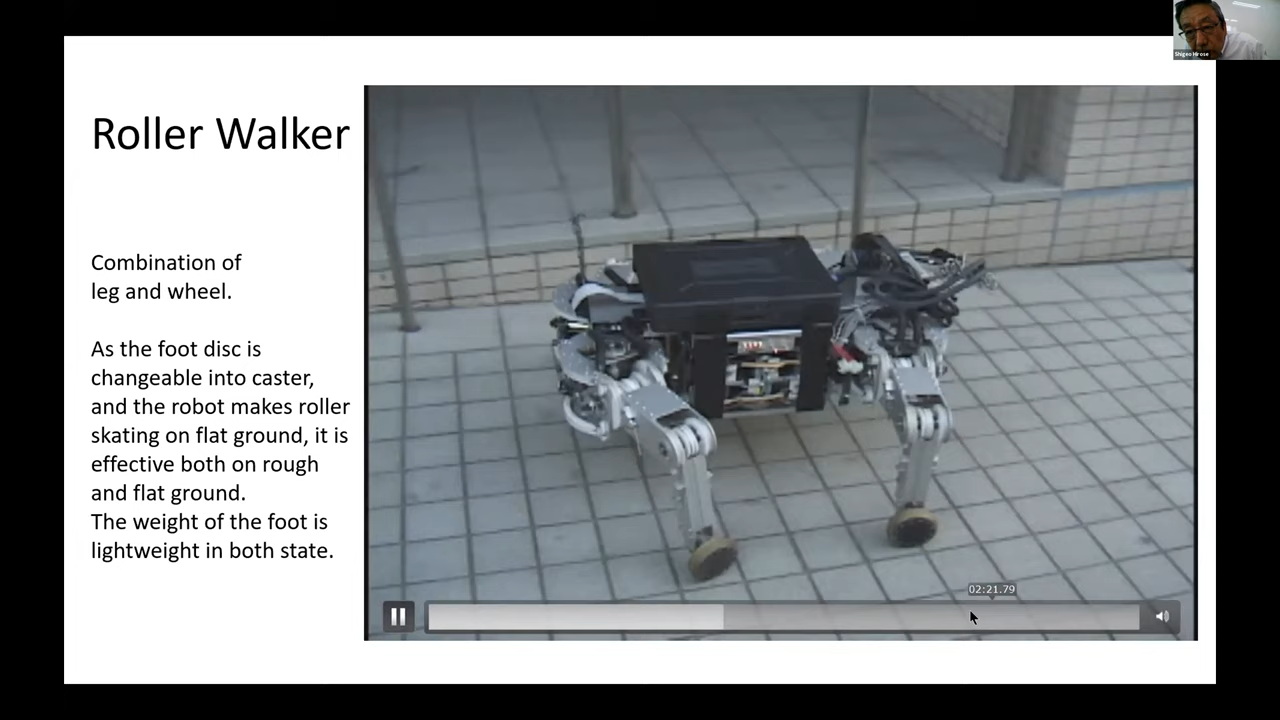 Shigeo Hirose
Roller Walker
Combination of
leg and wheel.
As the foot disc is
changeable into caster,
and the robot makes roller
skating on flat ground, it is
effective both on rough
and flat ground.
The weight of the foot is
lightweight in both state.
02:21.79